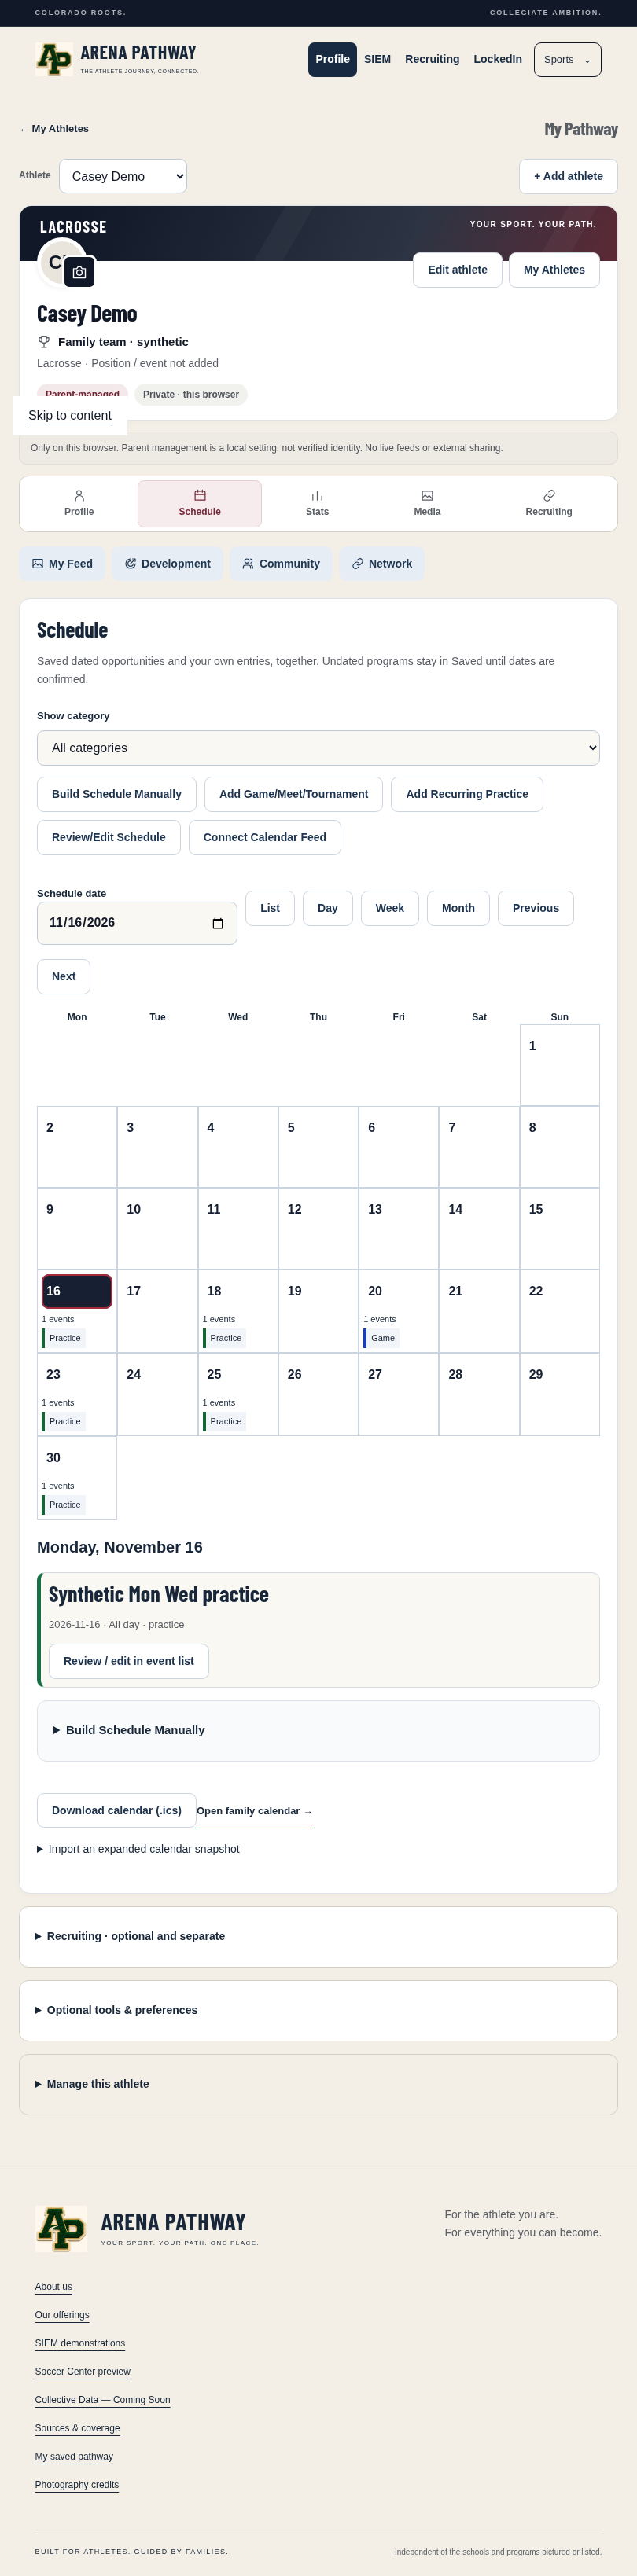 COLORADO ROOTS.
COLLEGIATE AMBITION.
AP
ARENA PATHWAY
THE ATHLETE JOURNEY, CONNECTED.
Profile
SIEM
Recruiting
LockedIn
Sports
← My Athletes
My Pathway
Athlete
Casey Demo
+ Add athlete
LACROSSE
YOUR SPORT. YOUR PATH.
Edit athlete
My Athletes
Casey Demo
Family team · synthetic
Lacrosse · Position / event not added
Parent-managed
Private · this browser
Skip to content
Only on this browser. Parent management is a local setting, not verified identity. No live feeds or external sharing.
Profile
Schedule
Stats
Media
Recruiting
My Feed
Development
Community
Network
Schedule
Saved dated opportunities and your own entries, together. Undated programs stay in Saved until dates are
confirmed.
Show category
All categories
Build Schedule Manually
Add Game/Meet/Tournament
Add Recurring Practice
Review/Edit Schedule
Connect Calendar Feed
Schedule date
11/16/2026
List
Day
Week
Month
Previous
Next
Mon Tue Wed Thu Fri Sat Sun
1
2 3 4 5 6 7 8
9 10 11 12 13 14 15
16 17 18 19 20 21 22
1 events 1 events 1 events
Practice Practice Game
23 24 25 26 27 28 29
1 events 1 events
Practice Practice
30
1 events
Practice
Monday, November 16
Synthetic Mon Wed practice
2026-11-16 · All day · practice
Review / edit in event list
Build Schedule Manually
Download calendar (.ics)
Open family calendar →
Import an expanded calendar snapshot
Recruiting · optional and separate
Optional tools & preferences
Manage this athlete
AP
ARENA PATHWAY
YOUR SPORT. YOUR PATH. ONE PLACE.
For the athlete you are.
For everything you can become.
About us
Our offerings
SIEM demonstrations
Soccer Center preview
Collective Data — Coming Soon
Sources & coverage
My saved pathway
Photography credits
BUILT FOR ATHLETES. GUIDED BY FAMILIES.
Independent of the schools and programs pictured or listed.